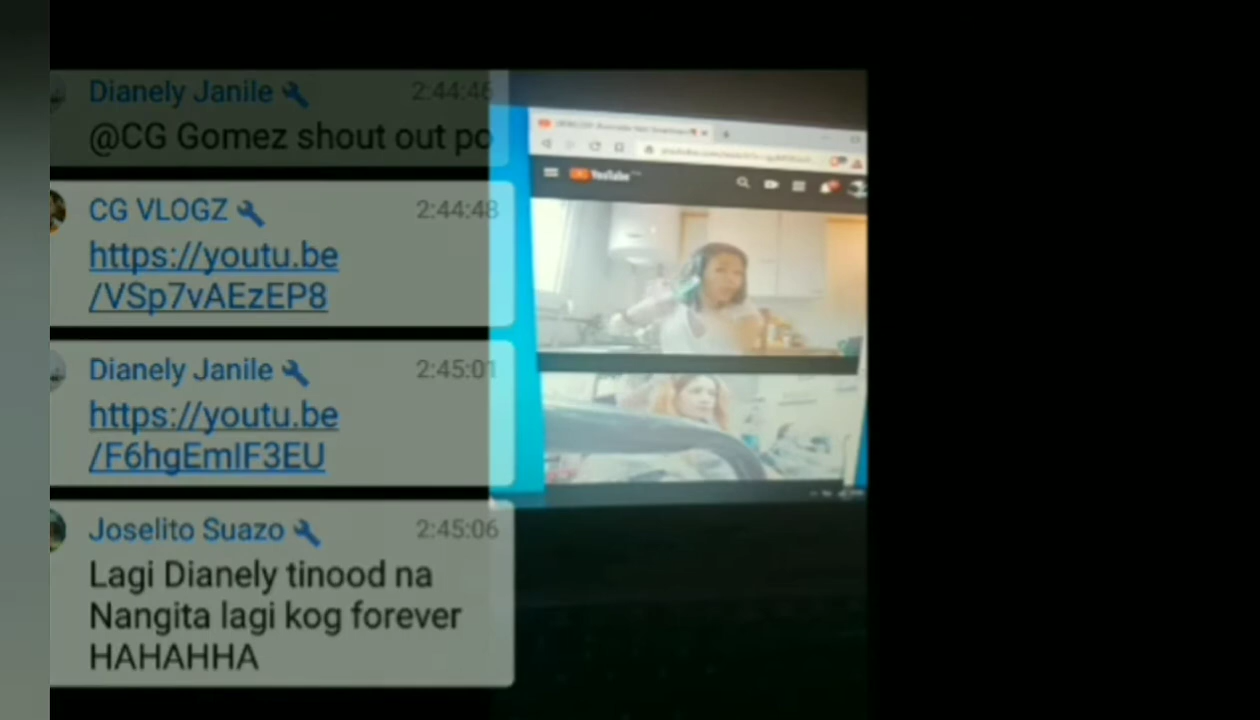 Dianely Janile 2:44:46
@CG Gomez shout out po
CG VLOGZ 2:44:48
https://youtu.be
/VSp7vAEzEP8
Dianely Janile 2:45:01
https://youtu.be
/F6hgEmIF3EU
Joselito Suazo 2:45:06
Lagi Dianely tinood na
Nangita lagi kog forever
HAHAHHA
YouTube